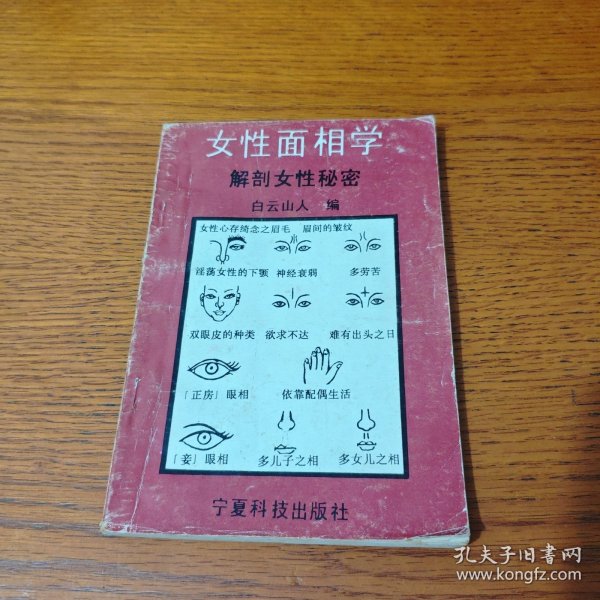 女性面相学
解剖女性秘密
白云山人 编
女性心存绮念之眉毛 眉间的皱纹
淫荡女性的下颚 神经衰弱 多劳苦
双眼皮的种类 欲求不达 难有出头之日
「正房」眼相 依靠配偶生活
「妾」眼相 多儿子之相 多女儿之相
宁夏科技出版社
孔夫子旧书网
www.kongfz.com